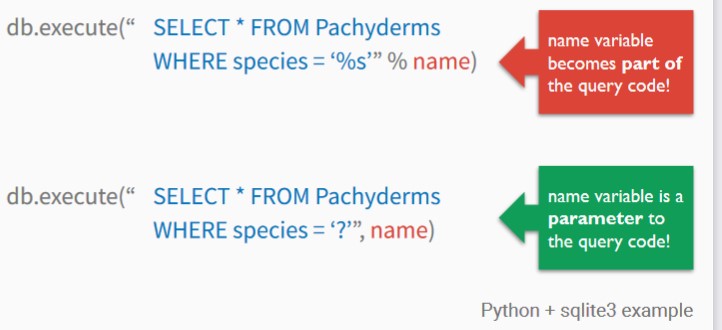 db.execute(“ SELECT * FROM Pachyderms
WHERE species = ‘%s’” % name)
name variable
becomes part of
the query code!
db.execute(“ SELECT * FROM Pachyderms
WHERE species = ‘?’”, name)
name variable is a
parameter to
the query code!
Python + sqlite3 example